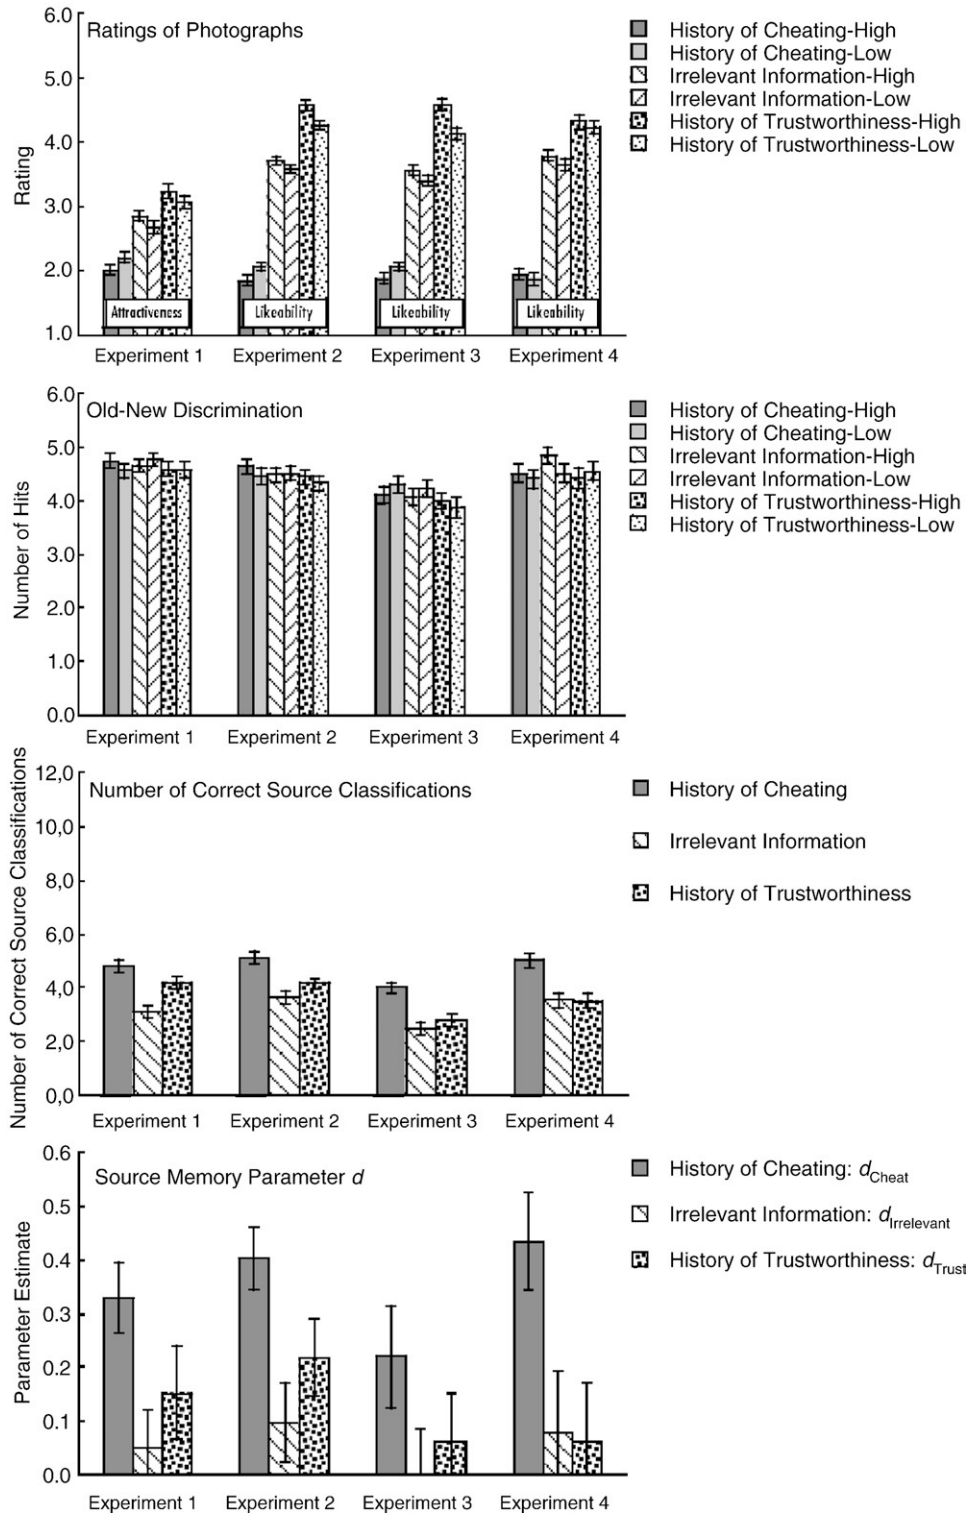 6.0
Ratings of Photographs
5.0
4.0
3.0
2.0
1.0
Rating
Attractiveness
Likeability
Likeability
Likeability
Experiment 1
Experiment 2
Experiment 3
Experiment 4
History of Cheating-High
History of Cheating-Low
Irrelevant Information-High
Irrelevant Information-Low
History of Trustworthiness-High
History of Trustworthiness-Low
6.0
Old-New Discrimination
5.0
4.0
3.0
2.0
1.0
0.0
Number of Hits
Experiment 1
Experiment 2
Experiment 3
Experiment 4
History of Cheating-High
History of Cheating-Low
Irrelevant Information-High
Irrelevant Information-Low
History of Trustworthiness-High
History of Trustworthiness-Low
12,0
Number of Correct Source Classifications
10,0
8,0
6,0
4,0
2,0
0,0
Number of Correct Source Classifications
Experiment 1
Experiment 2
Experiment 3
Experiment 4
History of Cheating
Irrelevant Information
History of Trustworthiness
0.6
Source Memory Parameter d
0.5
0.4
0.3
0.2
0.1
0.0
Parameter Estimate
Experiment 1
Experiment 2
Experiment 3
Experiment 4
History of Cheating: dCheat
Irrelevant Information: dIrrelevant
History of Trustworthiness: dTrust